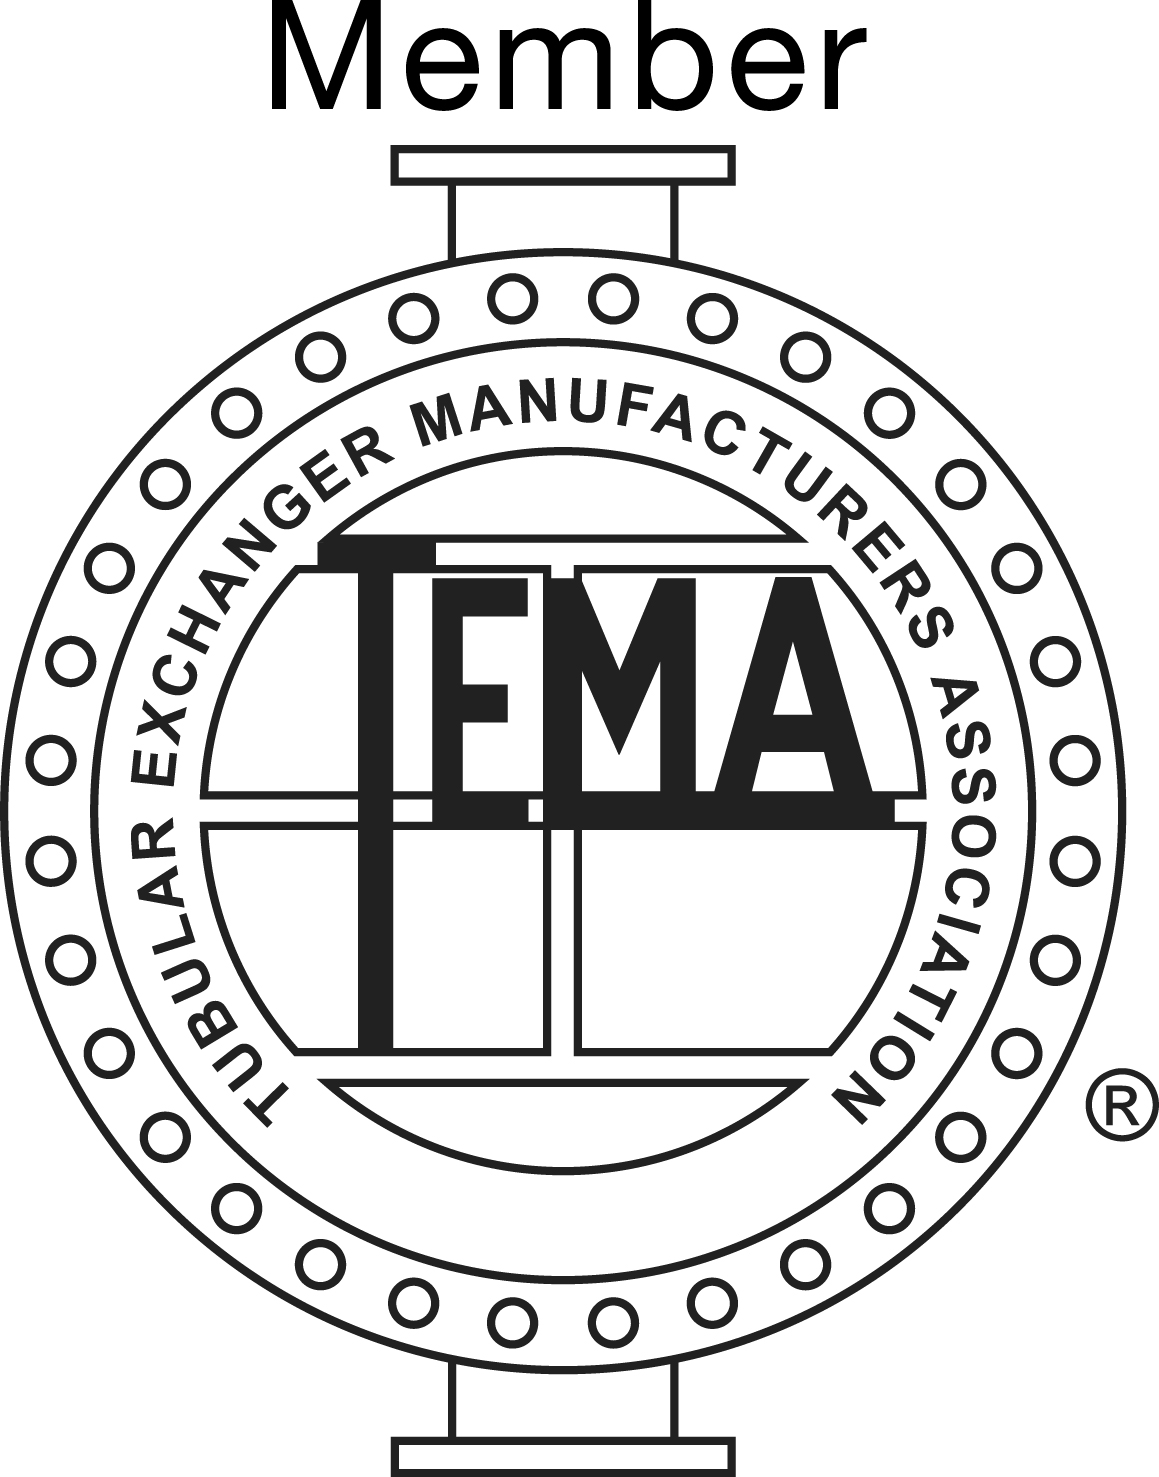 Member
TUBULAR EXCHANGER MANUFACTURERS ASSOCIATION
TEMA
®